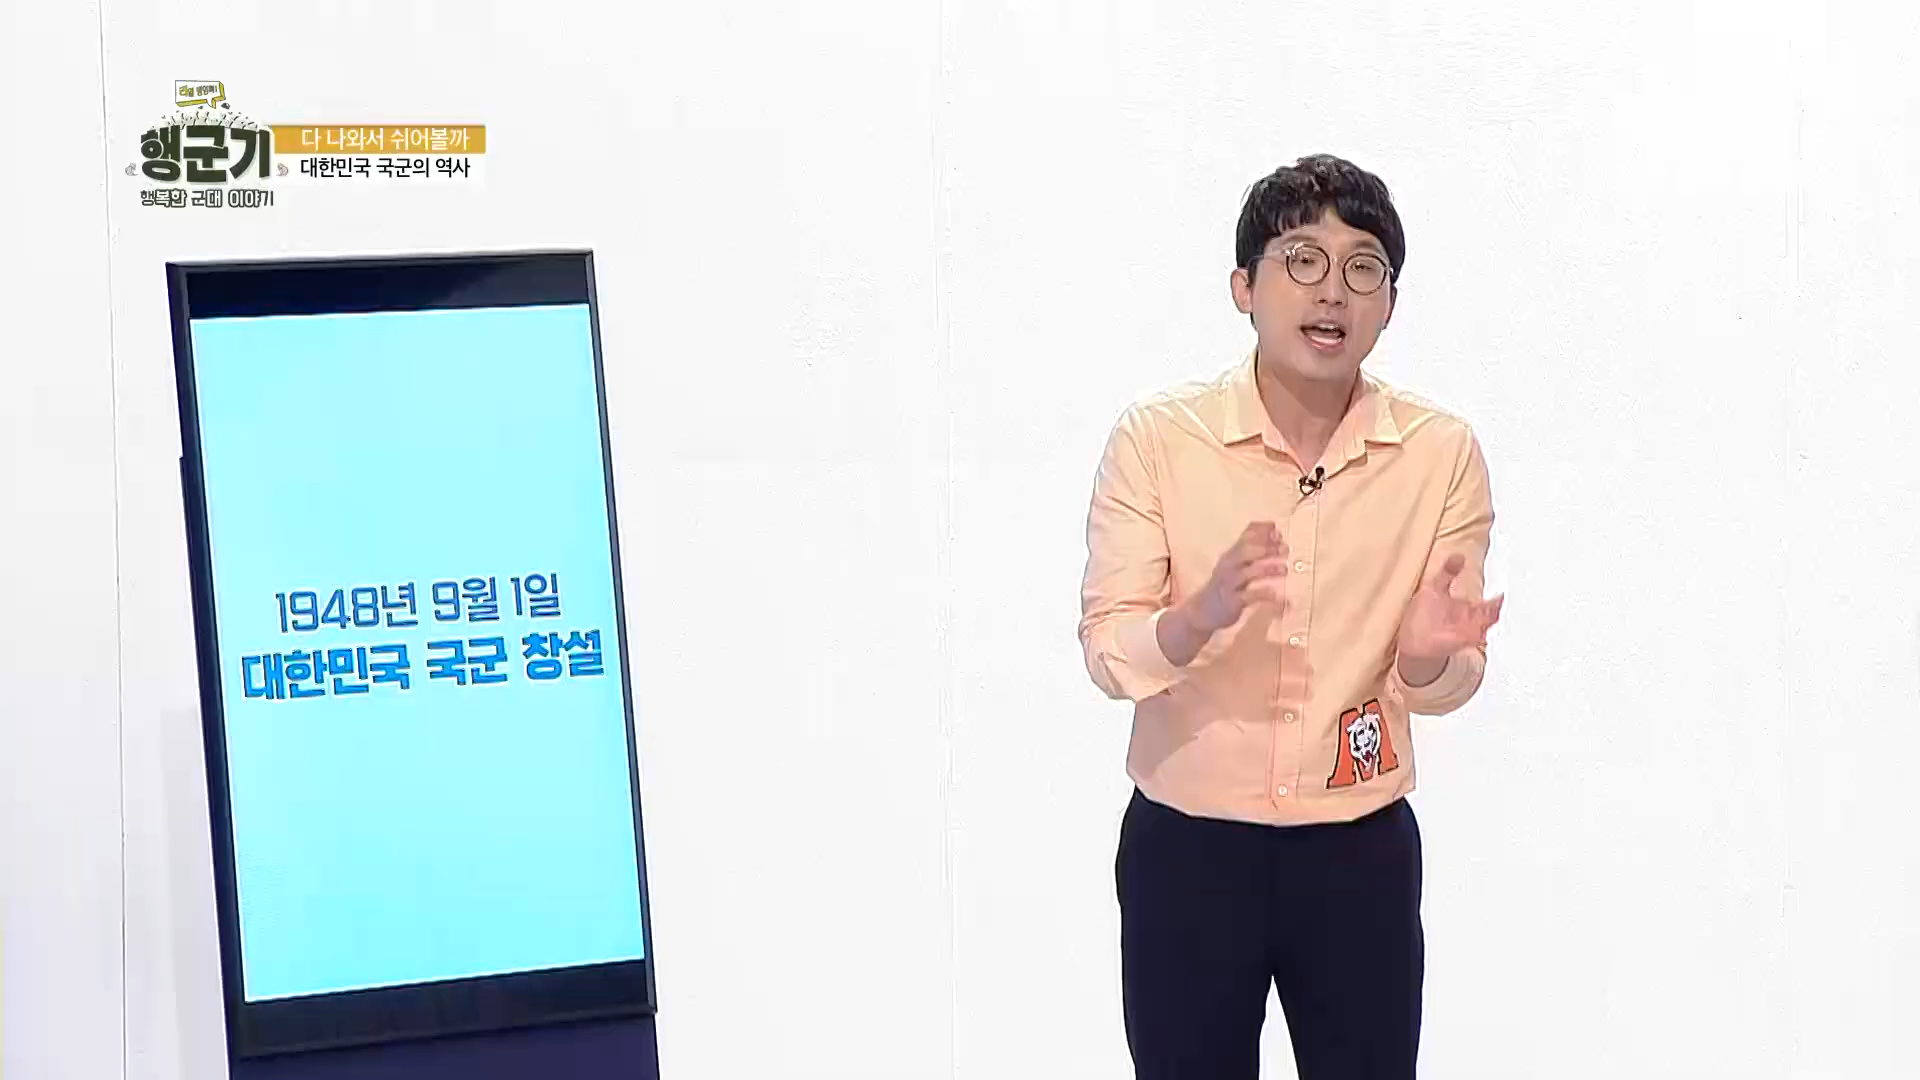 행군기
행복한 군대 이야기
다 나와서 쉬어볼까
대한민국 국군의 역사
1948년 9월 1일
대한민국 국군 창설
M